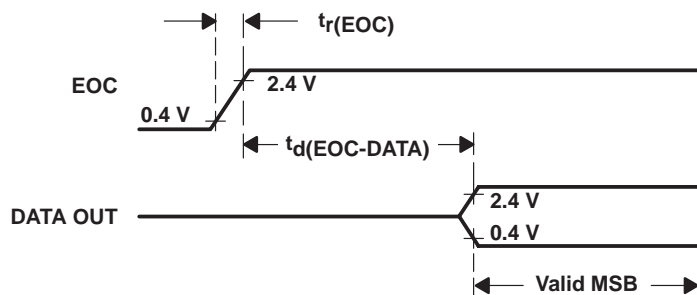 tr(EOC)
EOC
2.4 V
0.4 V
td(EOC-DATA)
DATA OUT
2.4 V
0.4 V
Valid MSB